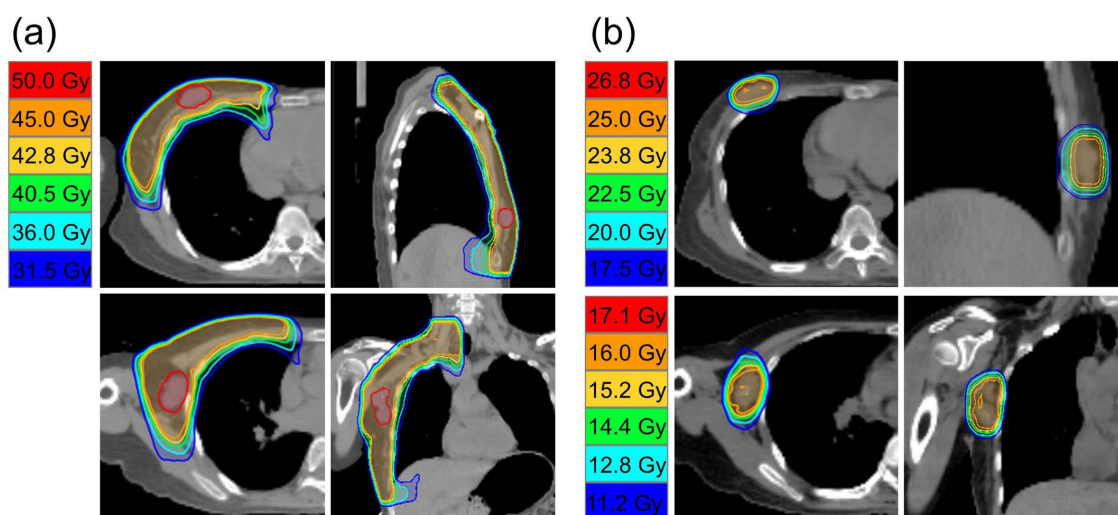 (a)
50.0 Gy
45.0 Gy
42.8 Gy
40.5 Gy
36.0 Gy
31.5 Gy
(b)
26.8 Gy
25.0 Gy
23.8 Gy
22.5 Gy
20.0 Gy
17.5 Gy
17.1 Gy
16.0 Gy
15.2 Gy
14.4 Gy
12.8 Gy
11.2 Gy